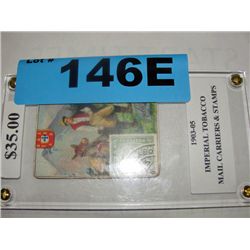 Lot #
146E
$35.00
1903-05
IMPERIAL TOBACCO
MAIL CARRIERS & STAMPS